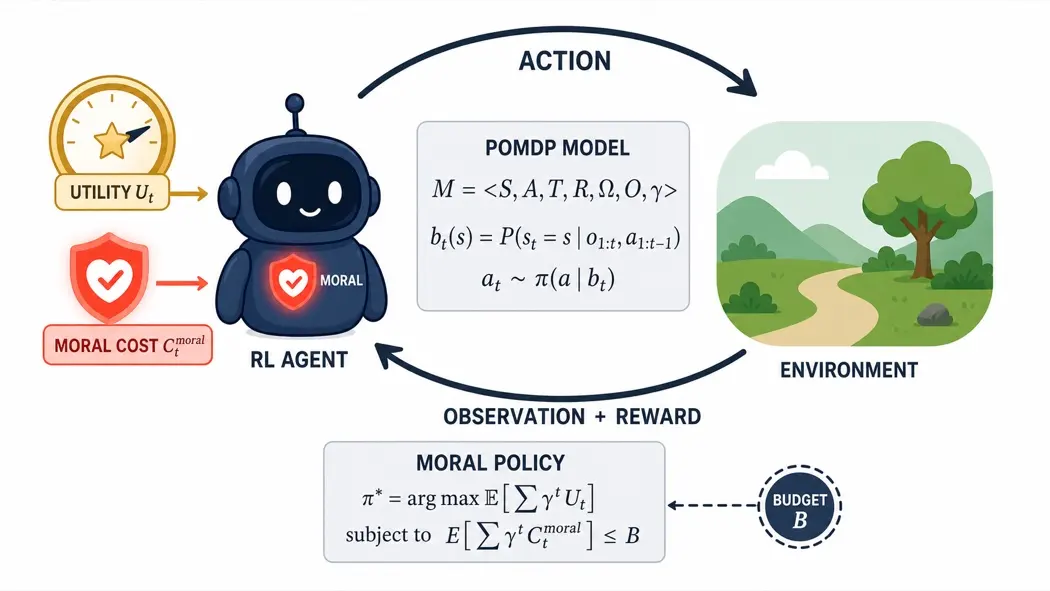 ACTION
POMDP MODEL
M = <S, A, T, R, Ω, O, γ>
b_t(s) = P(s_t = s | o_{1:t}, a_{1:t−1})
a_t ~ π(a | b_t)
UTILITY U_t
MORAL
MORAL COST C_t^{moral}
RL AGENT
ENVIRONMENT
OBSERVATION + REWARD
MORAL POLICY
π* = arg max 𝔼[∑ γ^t U_t]
subject to E[∑ γ^t C_t^{moral}] ≤ B
BUDGET
B